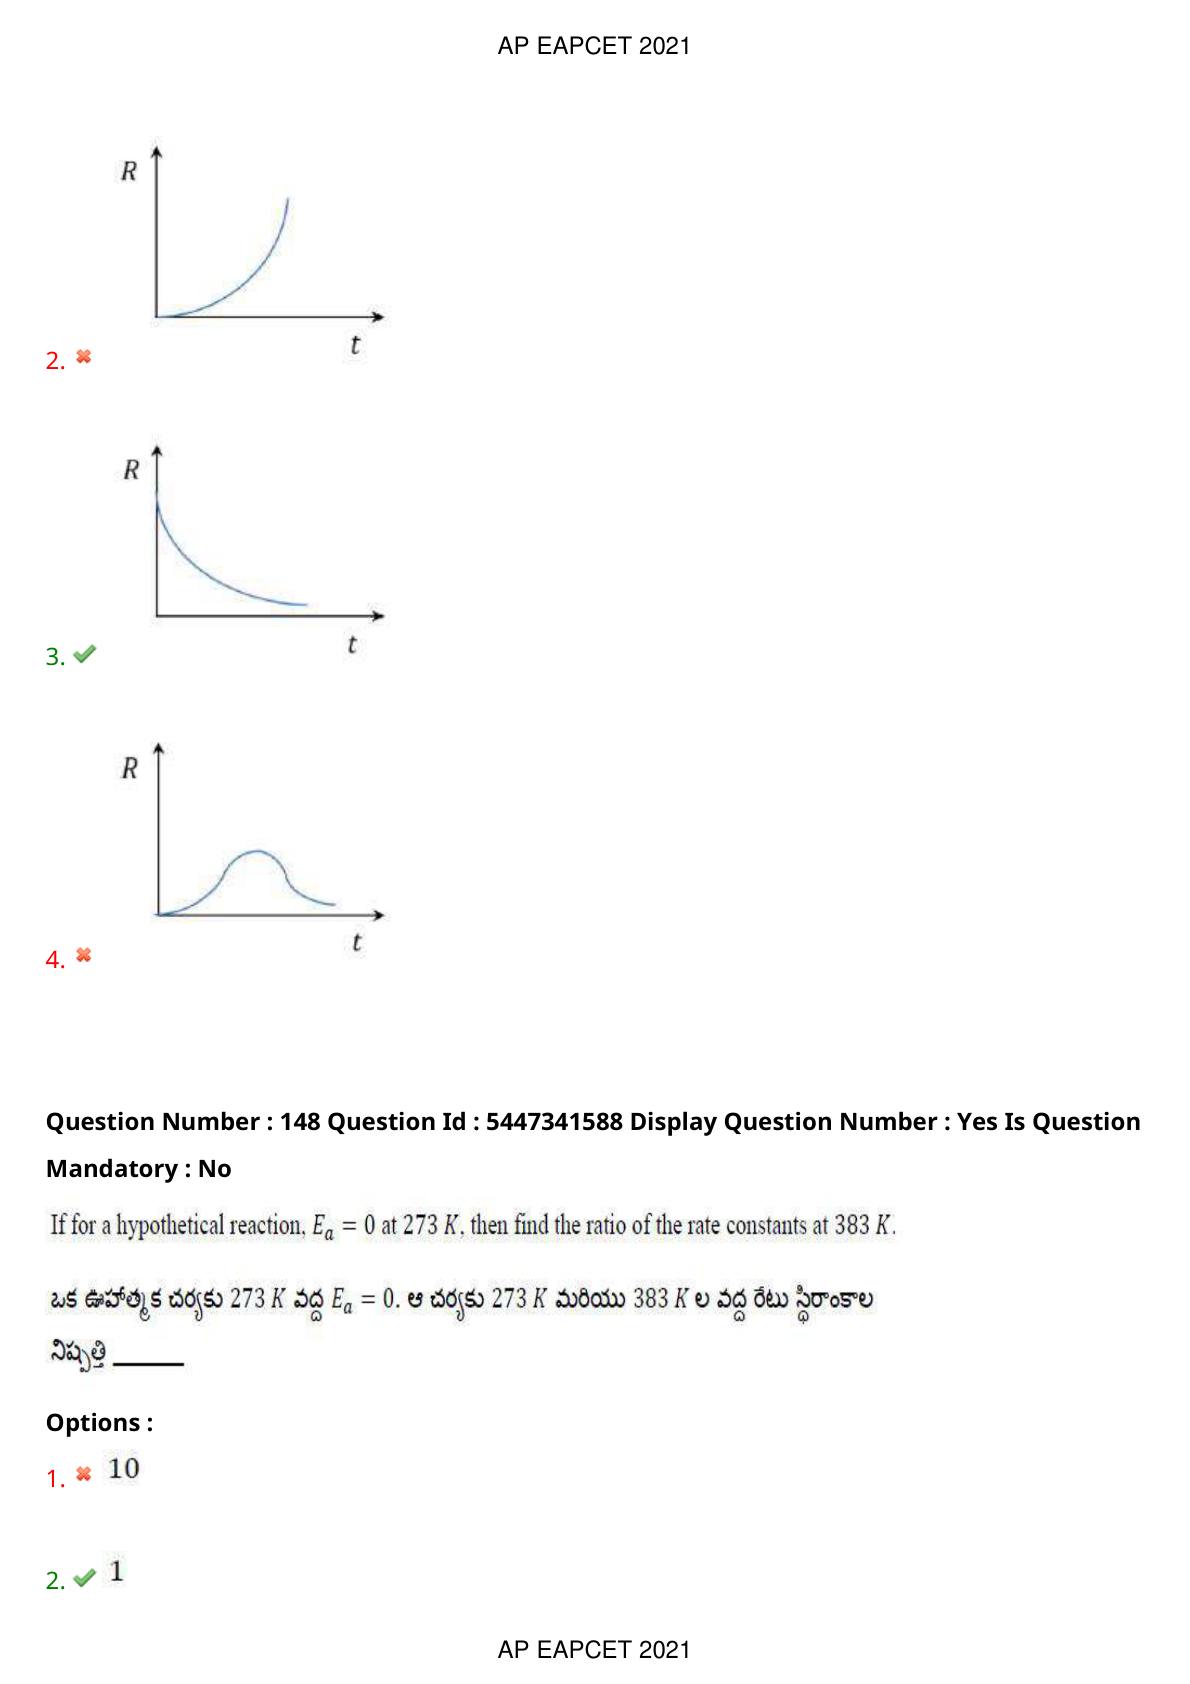 AP EAPCET 2021
R
t
2.
R
t
3.
R
t
4.
Question Number : 148 Question Id : 5447341588 Display Question Number : Yes Is Question
Mandatory : No
If for a hypothetical reaction, Eₐ = 0 at 273 K, then find the ratio of the rate constants at 383 K.
ఒక ఊహాత్మక చర్యకు 273 K వద్ద Eₐ = 0. ఆ చర్యకు 273 K మరియు 383 K ల వద్ద రేటు స్థిరాంకాల
నిష్పత్తి ______
Options :
1. 10
2. 1
AP EAPCET 2021